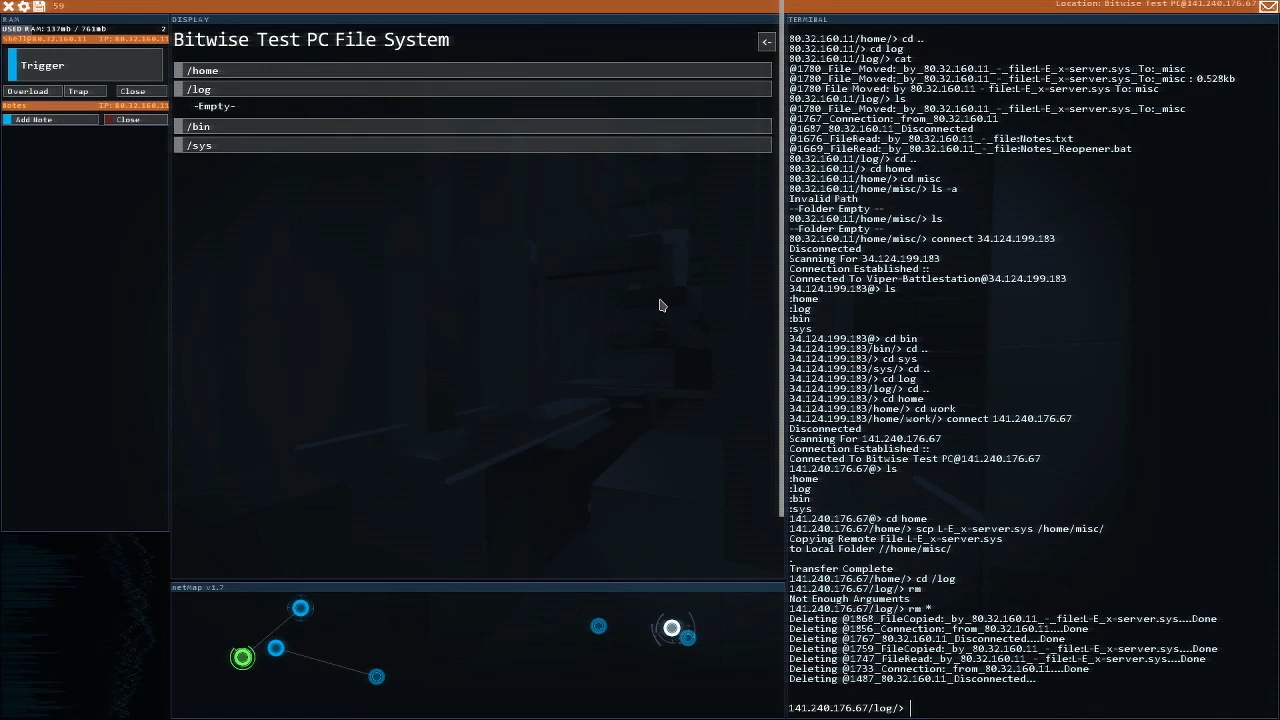 59
Location: Bitwise Test PC@141.240.176.67
RAM
USED RAM: 137mb / 761mb 2
shell@80.32.160.11 IP: 80.32.160.11
Trigger
Overload Trap Close
Notes IP: 80.32.160.11
Add Note Close
DISPLAY
Bitwise Test PC File System
<-
/home
/log
-Empty-
/bin
/sys
netMap v1.7
TERMINAL
80.32.160.11/home/> cd ..
80.32.160.11/> cd log
80.32.160.11/log/> cat
@1780_File_Moved:_by_80.32.160.11_-_file:L-E_x-server.sys_To:_misc
@1780_File_Moved:_by_80.32.160.11_-_file:L-E_x-server.sys_To:_misc : 0.528kb
@1780 File Moved: by 80.32.160.11 - file:L-E x-server.sys To: misc
80.32.160.11/log/> ls
@1780_File_Moved:_by_80.32.160.11_-_file:L-E_x-server.sys_To:_misc
@1767_Connection:_from_80.32.160.11
@1687_80.32.160.11_Disconnected
@1676_FileRead:_by_80.32.160.11_-_file:Notes.txt
@1669_FileRead:_by_80.32.160.11_-_file:Notes_Reopener.bat
80.32.160.11/log/> cd ..
80.32.160.11/> cd home
80.32.160.11/home/> cd misc
80.32.160.11/home/misc/> ls -a
Invalid Path
--Folder Empty --
80.32.160.11/home/misc/> ls
--Folder Empty --
80.32.160.11/home/misc/> connect 34.124.199.183
Disconnected
Scanning For 34.124.199.183
Connection Established ::
Connected To Viper-Battlestation@34.124.199.183
34.124.199.183@> ls
:home
:log
:bin
:sys
34.124.199.183@> cd bin
34.124.199.183/bin/> cd ..
34.124.199.183/> cd sys
34.124.199.183/sys/> cd ..
34.124.199.183/> cd log
34.124.199.183/log/> cd ..
34.124.199.183/> cd home
34.124.199.183/home/> cd work
34.124.199.183/home/work/> connect 141.240.176.67
Disconnected
Scanning For 141.240.176.67
Connection Established ::
Connected To Bitwise Test PC@141.240.176.67
141.240.176.67@> ls
:home
:log
:bin
:sys
141.240.176.67@> cd home
141.240.176.67/home/> scp L-E_x-server.sys /home/misc/
Copying Remote File L-E_x-server.sys
to Local Folder //home/misc/
.
Transfer Complete
141.240.176.67/home/> cd /log
141.240.176.67/log/> rm
Not Enough Arguments
141.240.176.67/log/> rm *
Deleting @1868_FileCopied:_by_80.32.160.11_-_file:L-E_x-server.sys....Done
Deleting @1856_Connection:_from_80.32.160.11....Done
Deleting @1767_80.32.160.11_Disconnected....Done
Deleting @1759_FileCopied:_by_80.32.160.11_-_file:L-E_x-server.sys....Done
Deleting @1747_FileRead:_by_80.32.160.11_-_file:L-E_x-server.sys....Done
Deleting @1733_Connection:_from_80.32.160.11....Done
Deleting @1487_80.32.160.11_Disconnected...
141.240.176.67/log/>